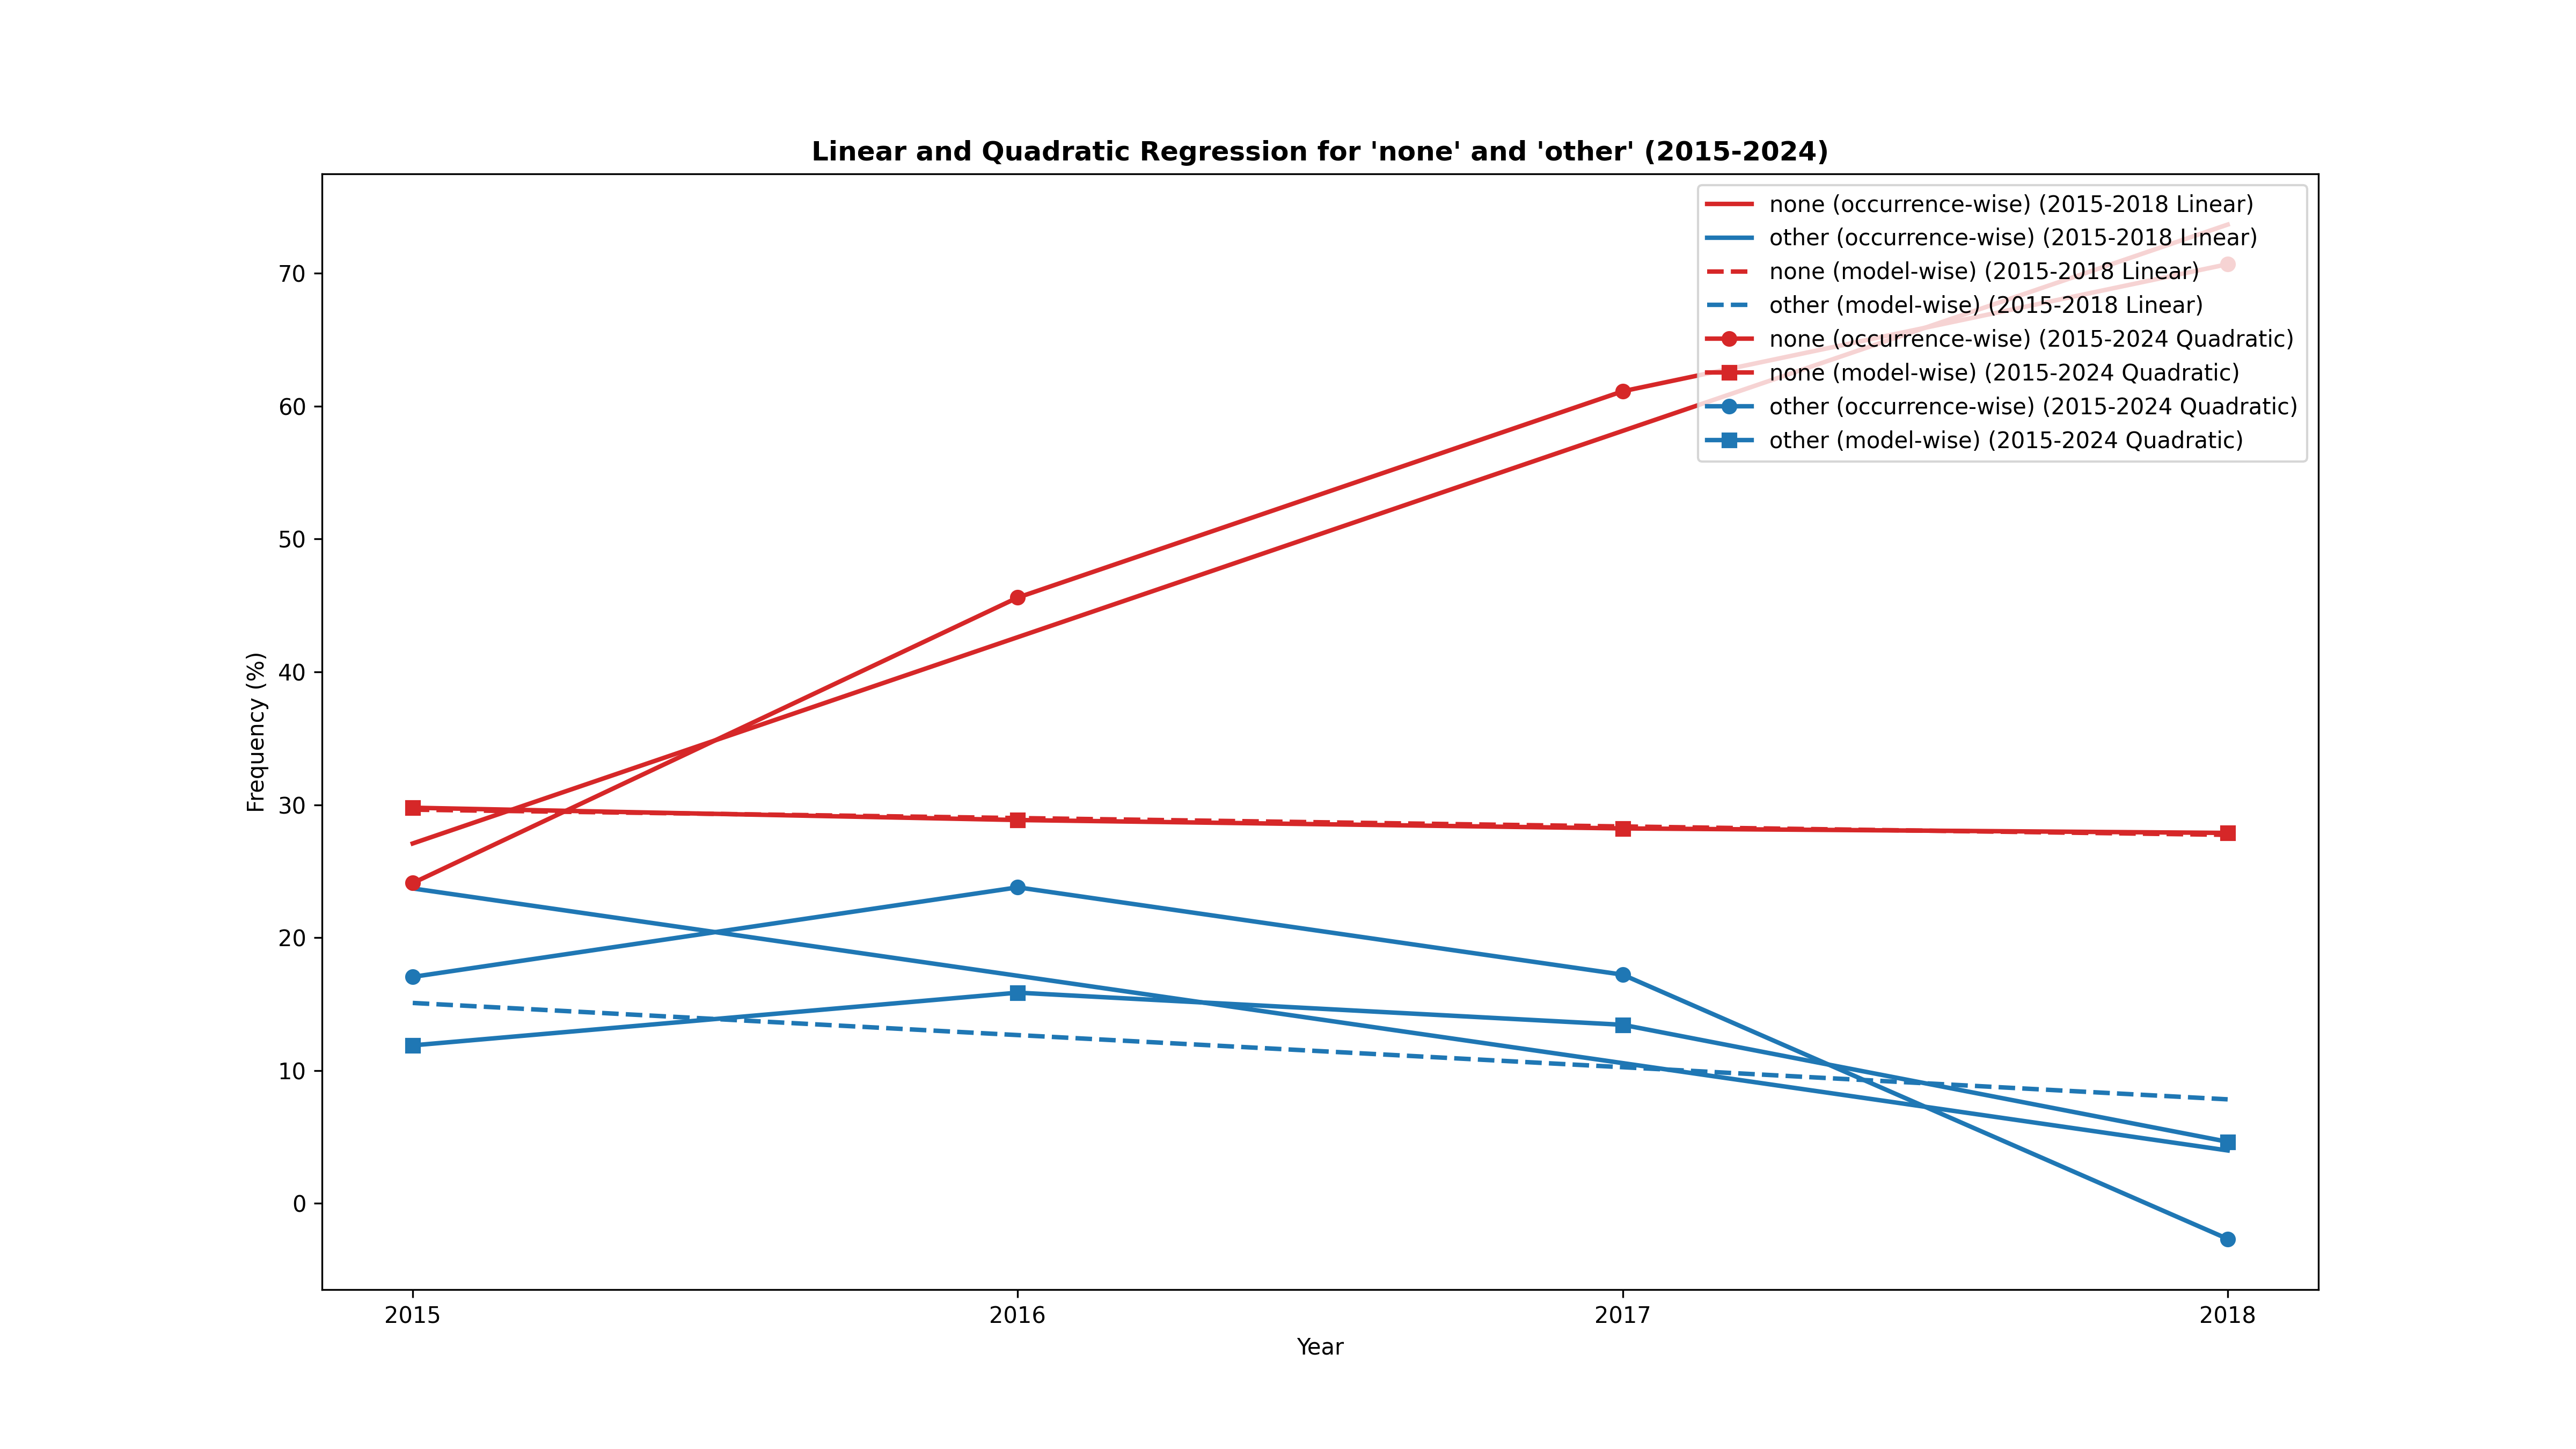 Linear and Quadratic Regression for 'none' and 'other' (2015-2024)
none (occurrence-wise) (2015-2018 Linear)
other (occurrence-wise) (2015-2018 Linear)
none (model-wise) (2015-2018 Linear)
other (model-wise) (2015-2018 Linear)
none (occurrence-wise) (2015-2024 Quadratic)
none (model-wise) (2015-2024 Quadratic)
other (occurrence-wise) (2015-2024 Quadratic)
other (model-wise) (2015-2024 Quadratic)
Frequency (%)
70
60
50
40
30
20
10
0
2015 2016 2017 2018
Year